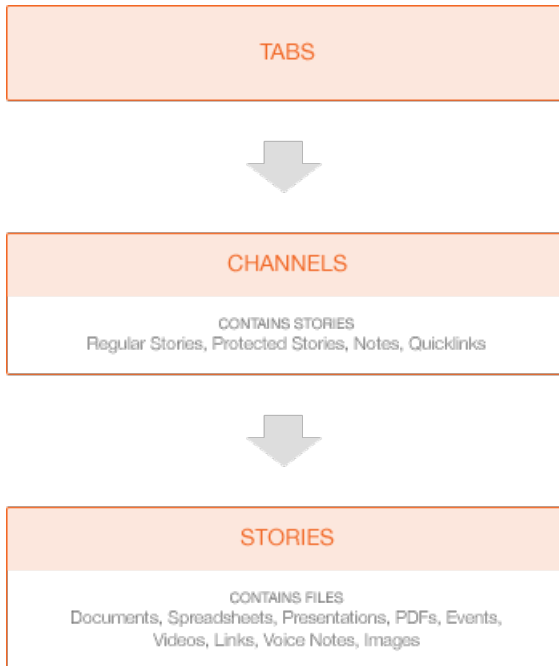 TABS
CHANNELS
CONTAINS STORIES
Regular Stories, Protected Stories, Notes, Quicklinks
STORIES
CONTAINS FILES
Documents, Spreadsheets, Presentations, PDFs, Events,
Videos, Links, Voice Notes, Images